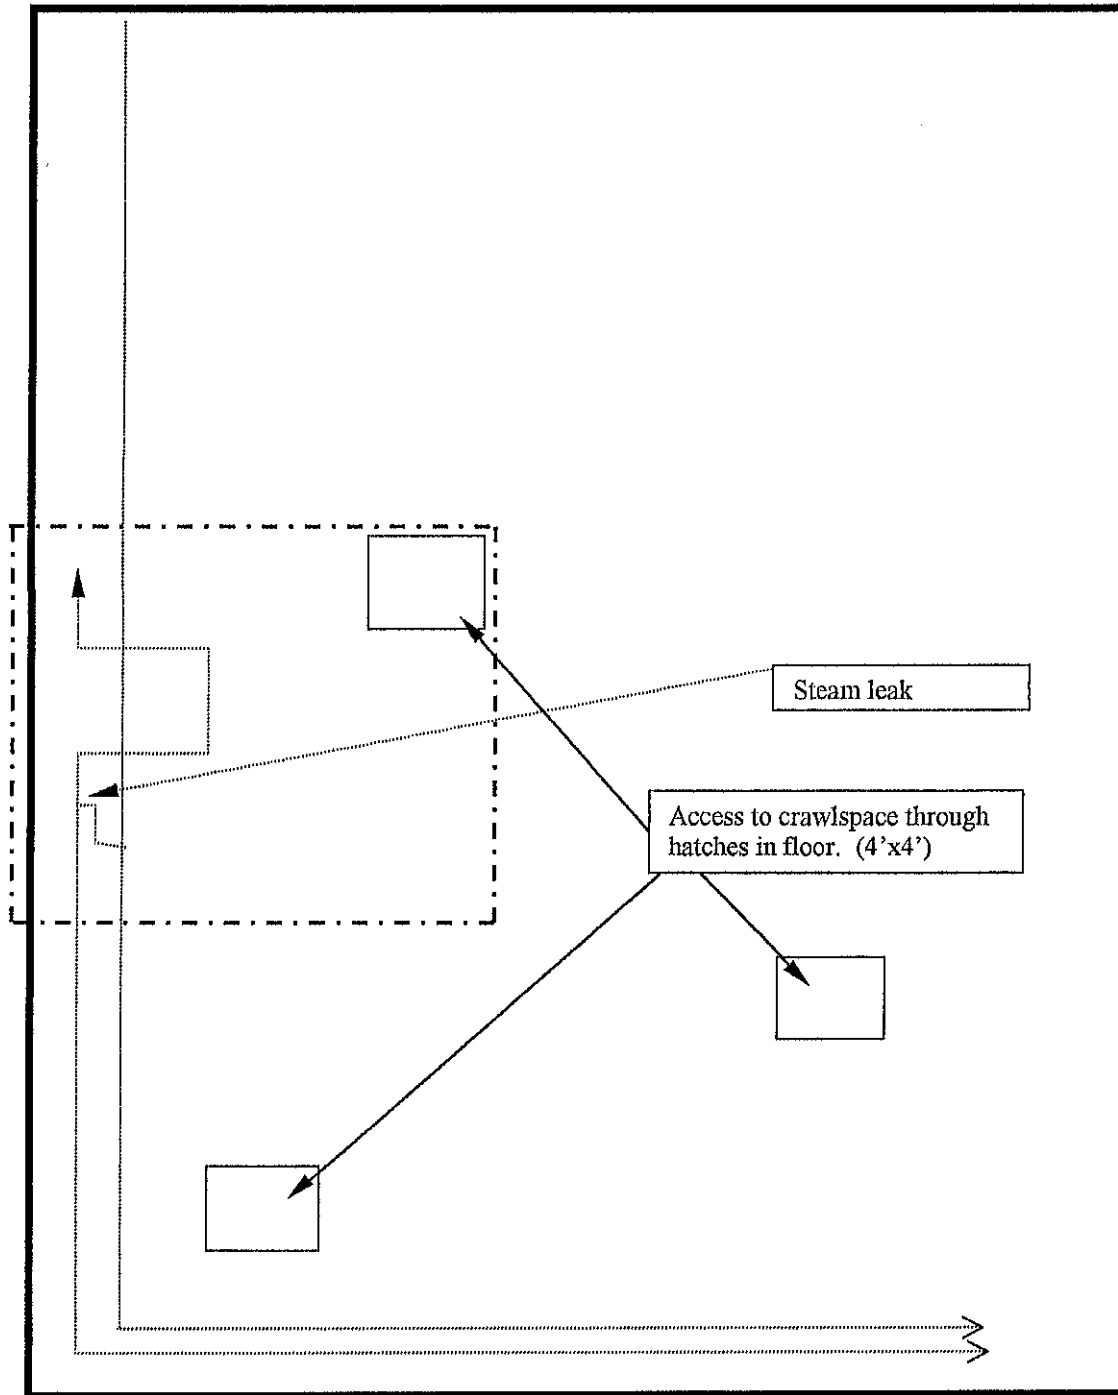 Steam leak
Access to crawlspace through
hatches in floor.  (4’x4’)